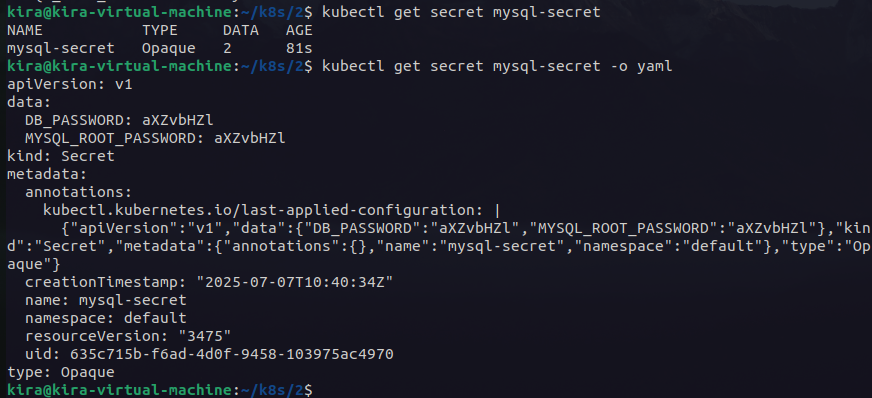 kira@kira-virtual-machine:~/k8s/2$ kubectl get secret mysql-secret
NAME           TYPE     DATA   AGE
mysql-secret   Opaque   2      81s
kira@kira-virtual-machine:~/k8s/2$ kubectl get secret mysql-secret -o yaml
apiVersion: v1
data:
  DB_PASSWORD: aXZvbHZl
  MYSQL_ROOT_PASSWORD: aXZvbHZl
kind: Secret
metadata:
  annotations:
    kubectl.kubernetes.io/last-applied-configuration: |
      {"apiVersion":"v1","data":{"DB_PASSWORD":"aXZvbHZl","MYSQL_ROOT_PASSWORD":"aXZvbHZl"},"kin
d":"Secret","metadata":{"annotations":{},"name":"mysql-secret","namespace":"default"},"type":"Op
aque"}
  creationTimestamp: "2025-07-07T10:40:34Z"
  name: mysql-secret
  namespace: default
  resourceVersion: "3475"
  uid: 635c715b-f6ad-4d0f-9458-103975ac4970
type: Opaque
kira@kira-virtual-machine:~/k8s/2$